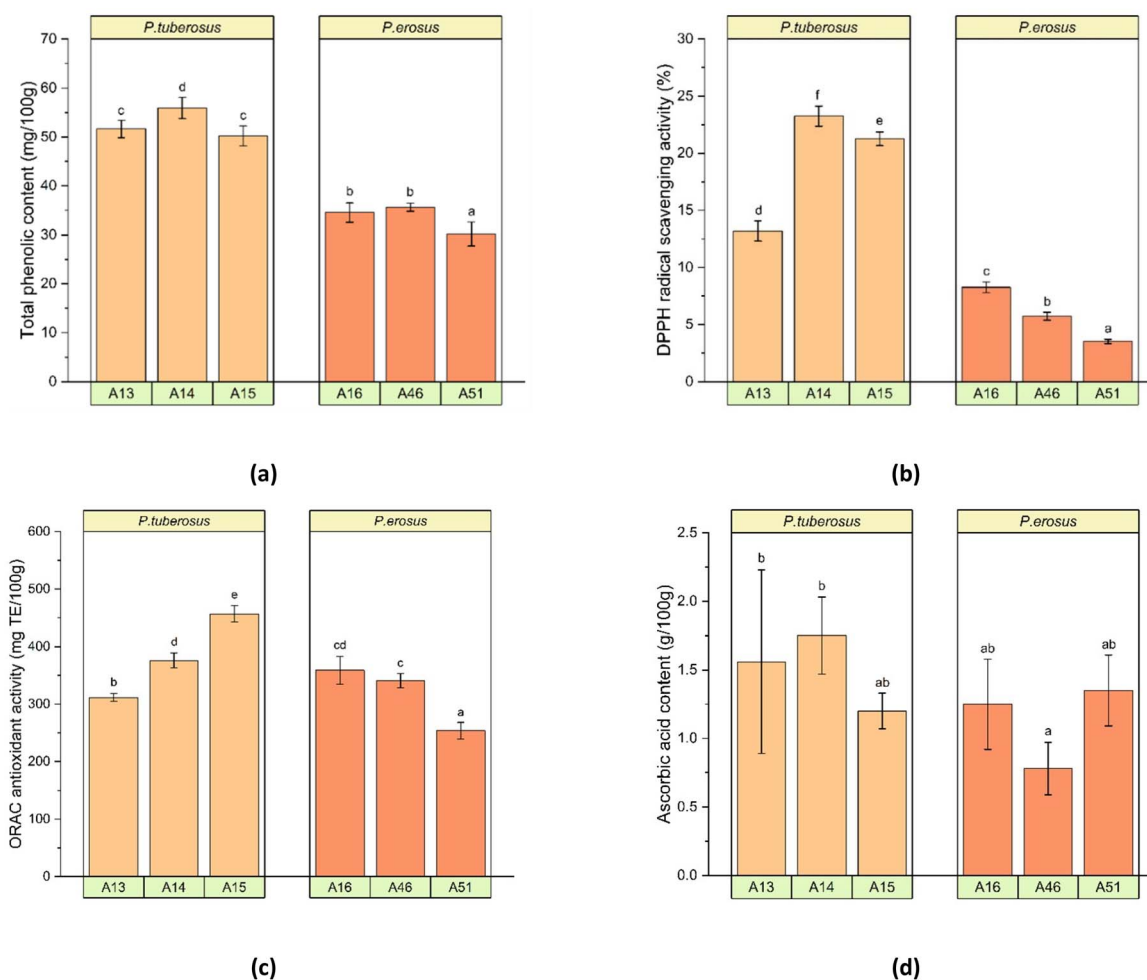 P.tuberosus
P.erosus
Total phenolic content (mg/100g)
70
60
50
40
30
20
10
0
c
d
c
b
b
a
A13
A14
A15
A16
A46
A51
(a)
P.tuberosus
P.erosus
DPPH radical scavenging activity (%)
30
25
20
15
10
5
0
d
f
e
c
b
a
A13
A14
A15
A16
A46
A51
(b)
P.tuberosus
P.erosus
ORAC antioxidant activity (mg TE/100g)
600
500
400
300
200
100
0
b
d
e
cd
c
a
A13
A14
A15
A16
A46
A51
(c)
P.tuberosus
P.erosus
Ascorbic acid content (g/100g)
2.5
2.0
1.5
1.0
0.5
0.0
b
b
ab
ab
a
ab
A13
A14
A15
A16
A46
A51
(d)